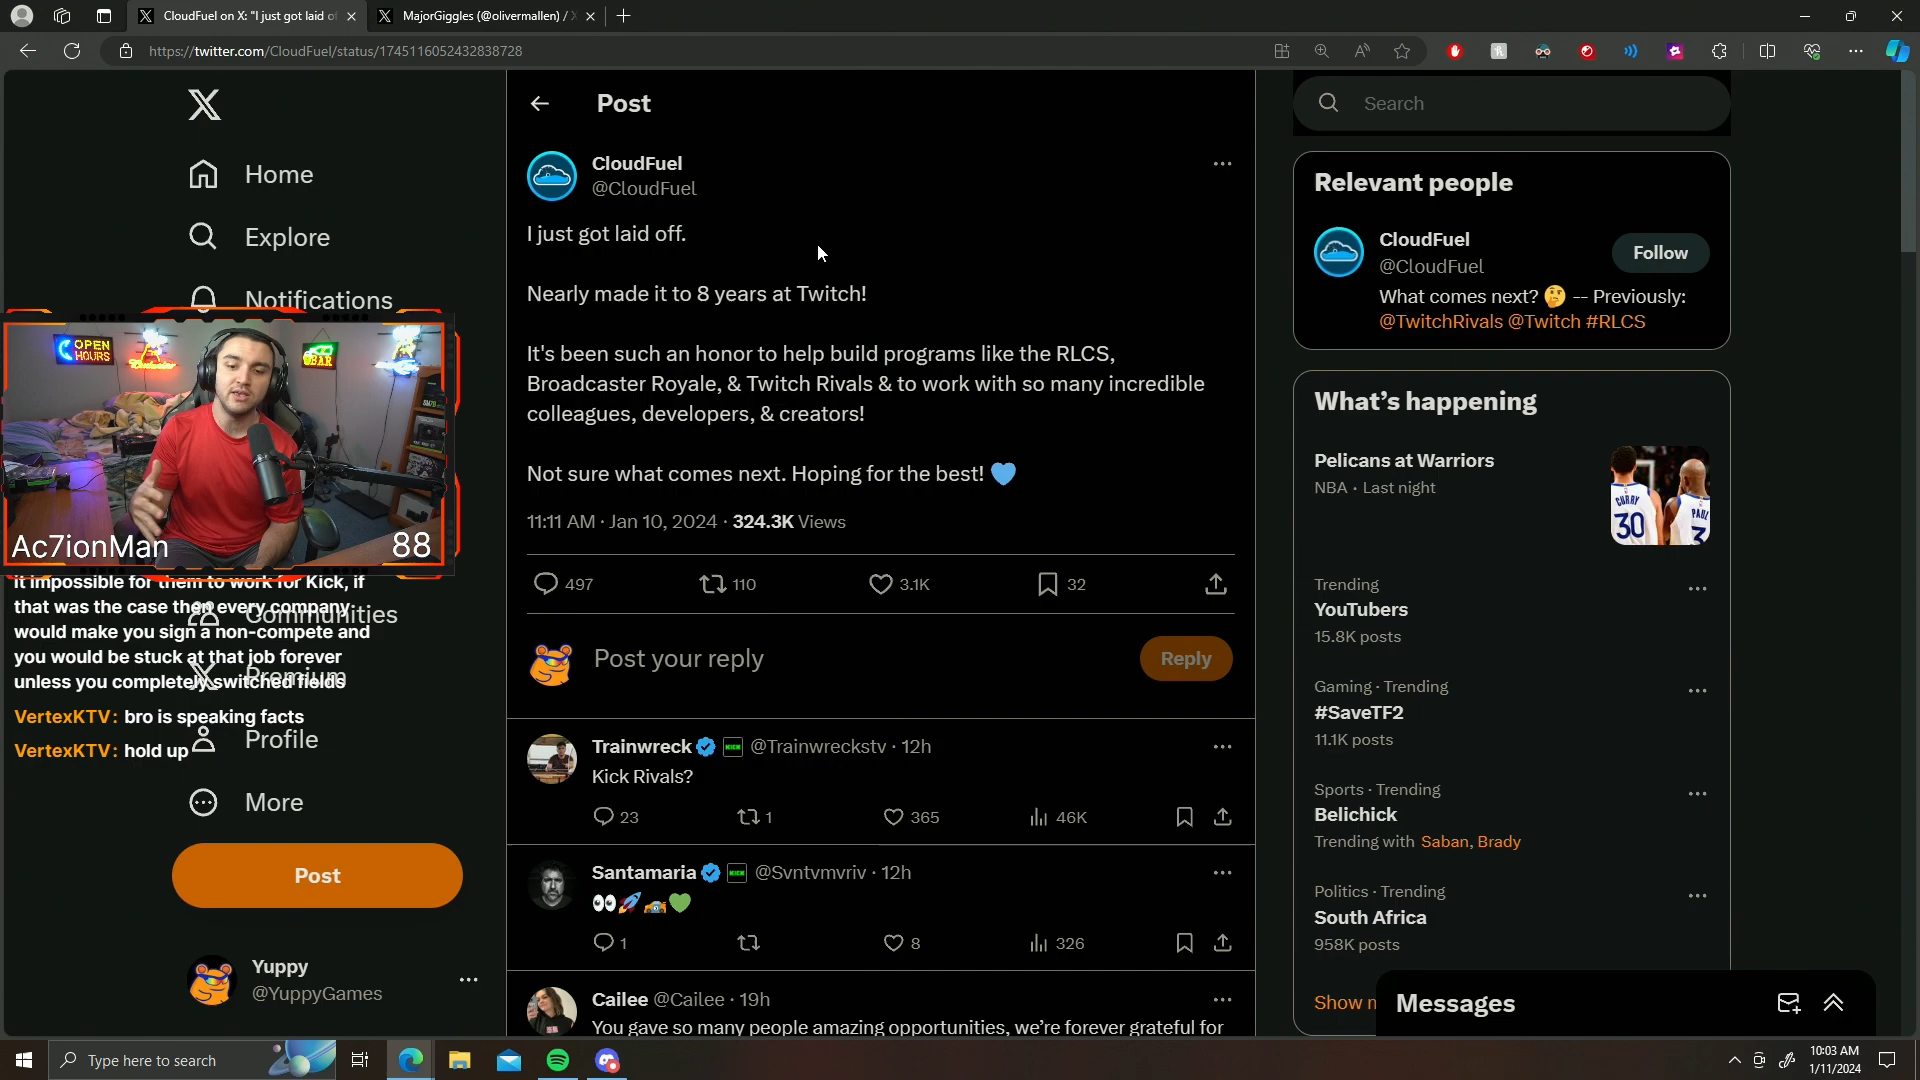 CloudFuel on X: "I just got laid o
MajorGiggles (@olivermallen) /
https://twitter.com/CloudFuel/status/1745116052432838728
Home
Explore
Notifications
Communities
Premium
Profile
More
Post
Yuppy
@YuppyGames
OPEN
HOURS
BAR
Ac7ionMan
88
it impossible for them to work for Kick, if
that was the case then every company
would make you sign a non-compete and
you would be stuck at that job forever
unless you completely switched fields
VertexKTV: bro is speaking facts
VertexKTV: hold up
Post
CloudFuel
@CloudFuel
I just got laid off.
Nearly made it to 8 years at Twitch!
It's been such an honor to help build programs like the RLCS,
Broadcaster Royale, & Twitch Rivals & to work with so many incredible
colleagues, developers, & creators!
Not sure what comes next. Hoping for the best! 💙
11:11 AM · Jan 10, 2024 · 324.3K Views
497 110 3.1K 32
Post your reply
Reply
Trainwreck KICK @Trainwreckstv · 12h
Kick Rivals?
23 1 365 46K
Santamaria KICK @Svntvmvriv · 12h
👀🚀🚖💚
1 8 326
Cailee @Cailee · 19h
You gave so many people amazing opportunities, we're forever grateful for
Search
Relevant people
CloudFuel
@CloudFuel
Follow
What comes next? 🤔 -- Previously:
@TwitchRivals @Twitch #RLCS
What's happening
Pelicans at Warriors
NBA · Last night
CURRY
30
PAUL
3
Trending
YouTubers
15.8K posts
Gaming · Trending
#SaveTF2
11.1K posts
Sports · Trending
Belichick
Trending with Saban, Brady
Politics · Trending
South Africa
958K posts
Show
Messages
Type here to search
10:03 AM
1/11/2024